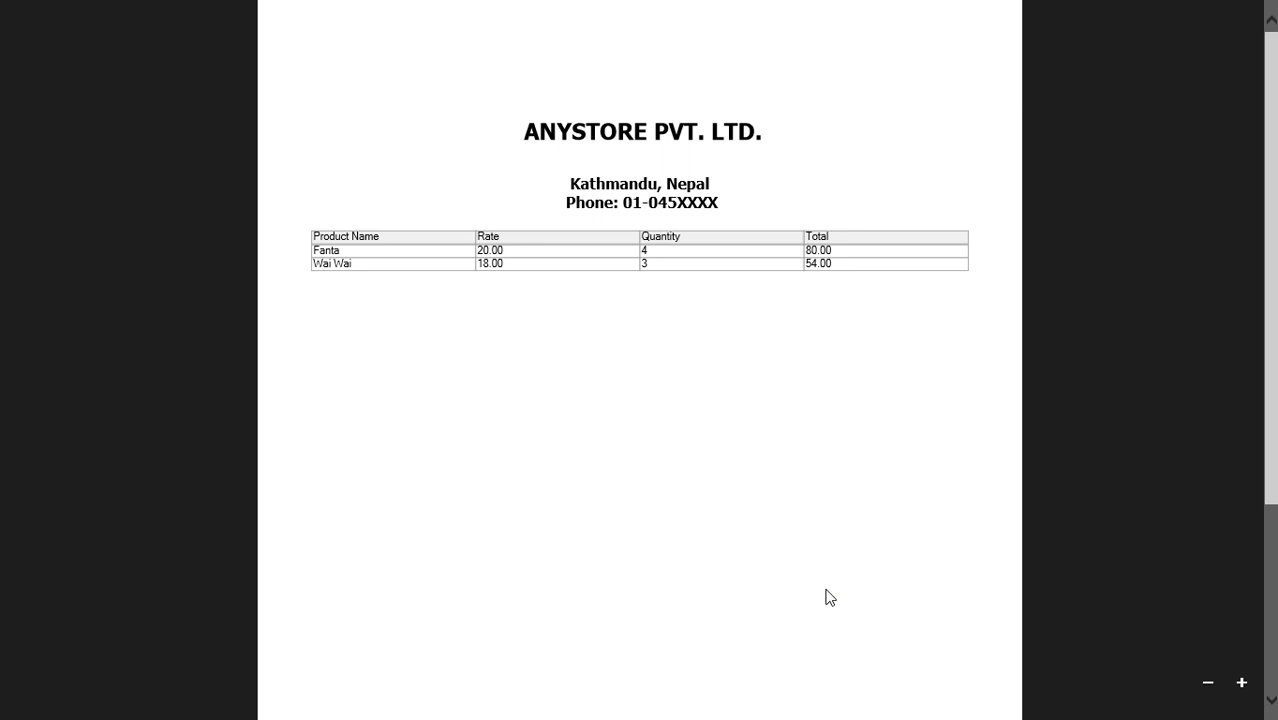 ANYSTORE PVT. LTD.
Kathmandu, Nepal
Phone: 01-045XXXX
Product Name Rate Quantity Total
Fanta 20.00 4 80.00
Wai Wai 18.00 3 54.00